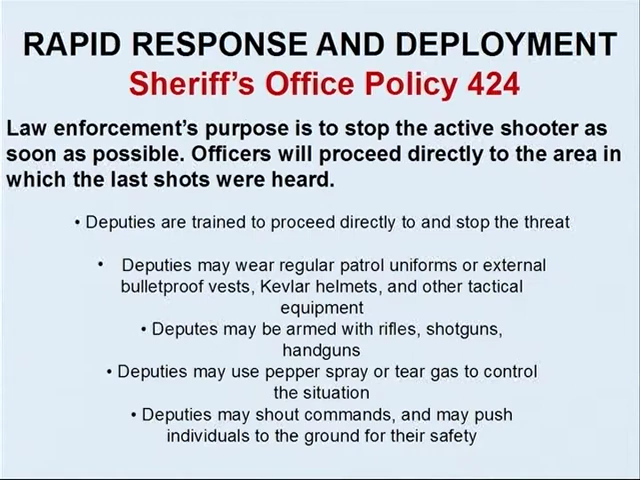 RAPID RESPONSE AND DEPLOYMENT
Sheriff's Office Policy 424
Law enforcement's purpose is to stop the active shooter as
soon as possible. Officers will proceed directly to the area in
which the last shots were heard.
• Deputies are trained to proceed directly to and stop the threat
• Deputies may wear regular patrol uniforms or external
bulletproof vests, Kevlar helmets, and other tactical
equipment
• Deputes may be armed with rifles, shotguns,
handguns
• Deputies may use pepper spray or tear gas to control
the situation
• Deputies may shout commands, and may push
individuals to the ground for their safety